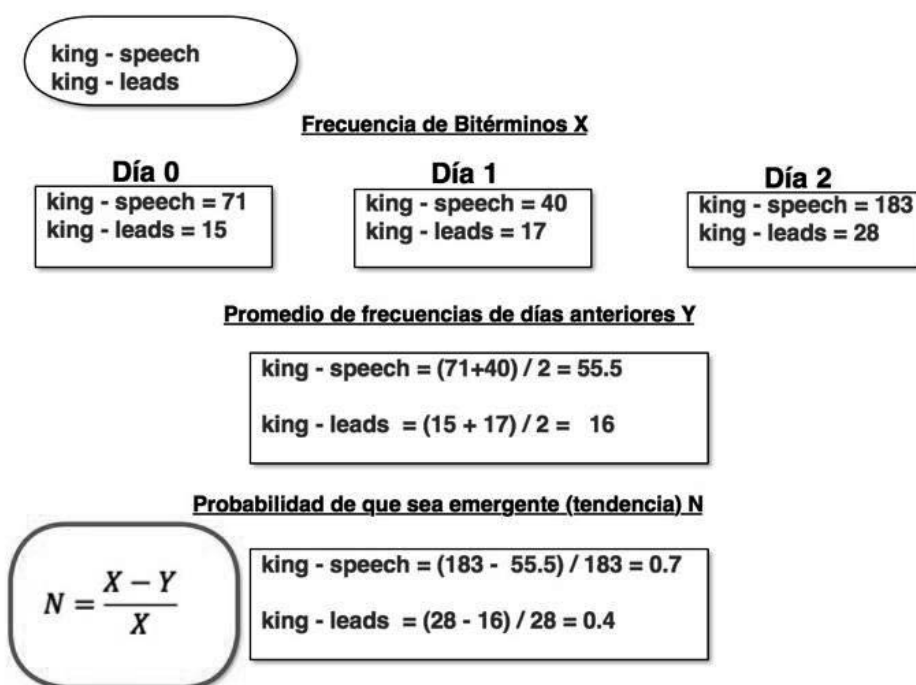 king - speech
king - leads
Frecuencia de Bitérminos X
Día 0
king - speech = 71
king - leads = 15
Día 1
king - speech = 40
king - leads = 17
Día 2
king - speech = 183
king - leads = 28
Promedio de frecuencias de días anteriores Y
king - speech = (71+40) / 2 = 55.5
king - leads = (15 + 17) / 2 = 16
Probabilidad de que sea emergente (tendencia) N
N = (X − Y) / X
king - speech = (183 - 55.5) / 183 = 0.7
king - leads = (28 - 16) / 28 = 0.4